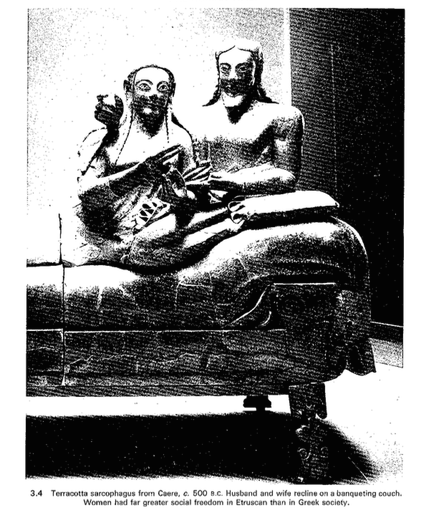 3.4 Terracotta sarcophagus from Caere, c. 500 B.C. Husband and wife recline on a banqueting couch.
Women had far greater social freedom in Etruscan than in Greek society.